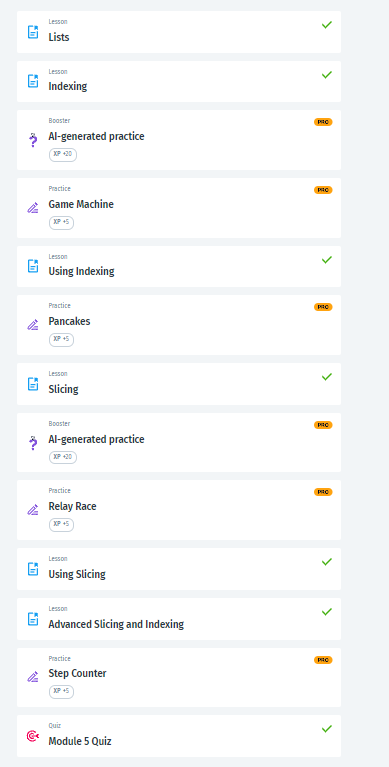 Lesson
Lists
Lesson
Indexing
Booster
PRO
AI-generated practice
XP +20
Practice
PRO
Game Machine
XP +5
Lesson
Using Indexing
Practice
PRO
Pancakes
XP +5
Lesson
Slicing
Booster
PRO
AI-generated practice
XP +20
Practice
PRO
Relay Race
XP +5
Lesson
Using Slicing
Lesson
Advanced Slicing and Indexing
Practice
PRO
Step Counter
XP +5
Quiz
Module 5 Quiz